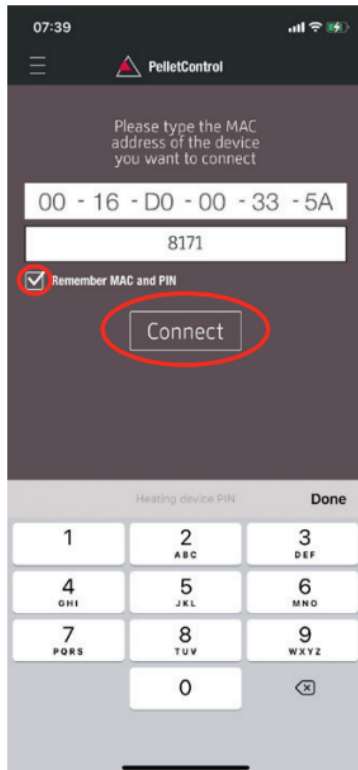 07:39
PelletControl
Please type the MAC
address of the device
you want to connect
00 - 16 - D0 - 00 - 33 - 5A
8171
Remember MAC and PIN
Connect
Heating device PIN Done
1 2 3
ABC DEF
4 5 6
GHI JKL MNO
7 8 9
PQRS TUV WXYZ
0